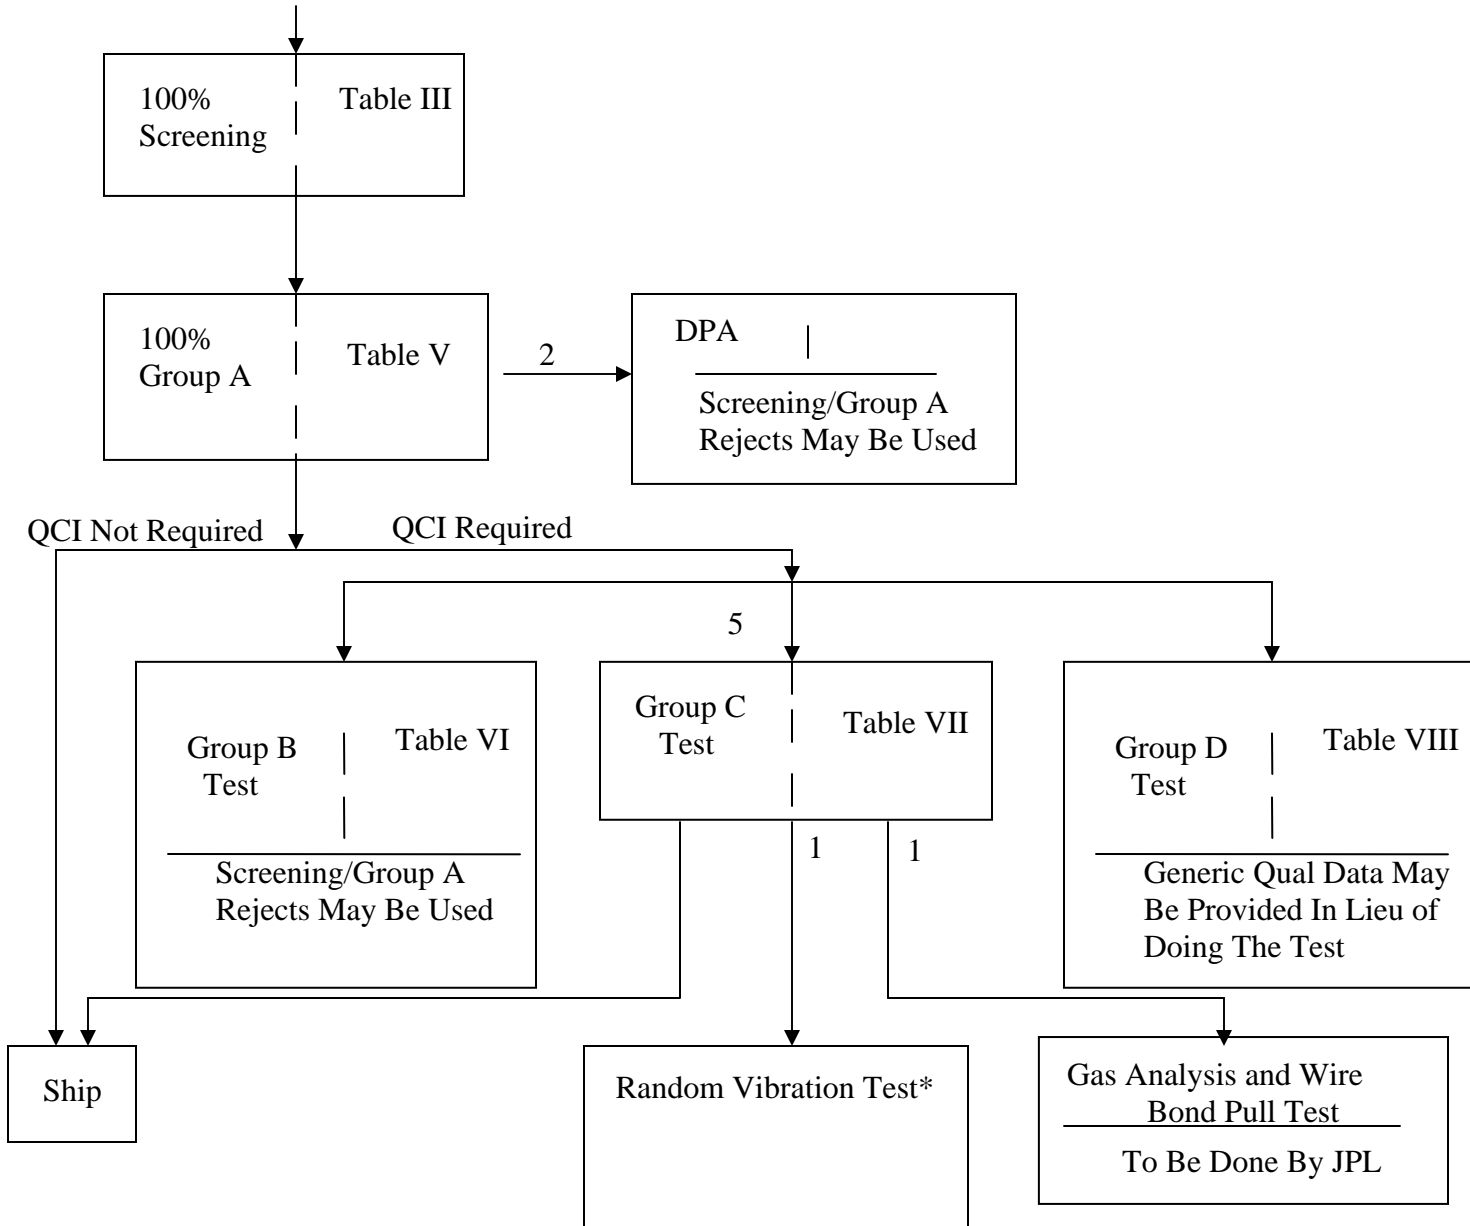 100%
Screening
Table III
100%
Group A
Table V
2
DPA
Screening/Group A
Rejects May Be Used
QCI Not Required
QCI Required
5
Group B
Test
Table VI
Screening/Group A
Rejects May Be Used
Group C
Test
Table VII
1
1
Group D
Test
Table VIII
Generic Qual Data May
Be Provided In Lieu of
Doing The Test
Ship
Random Vibration Test*
Gas Analysis and Wire
Bond Pull Test
To Be Done By JPL